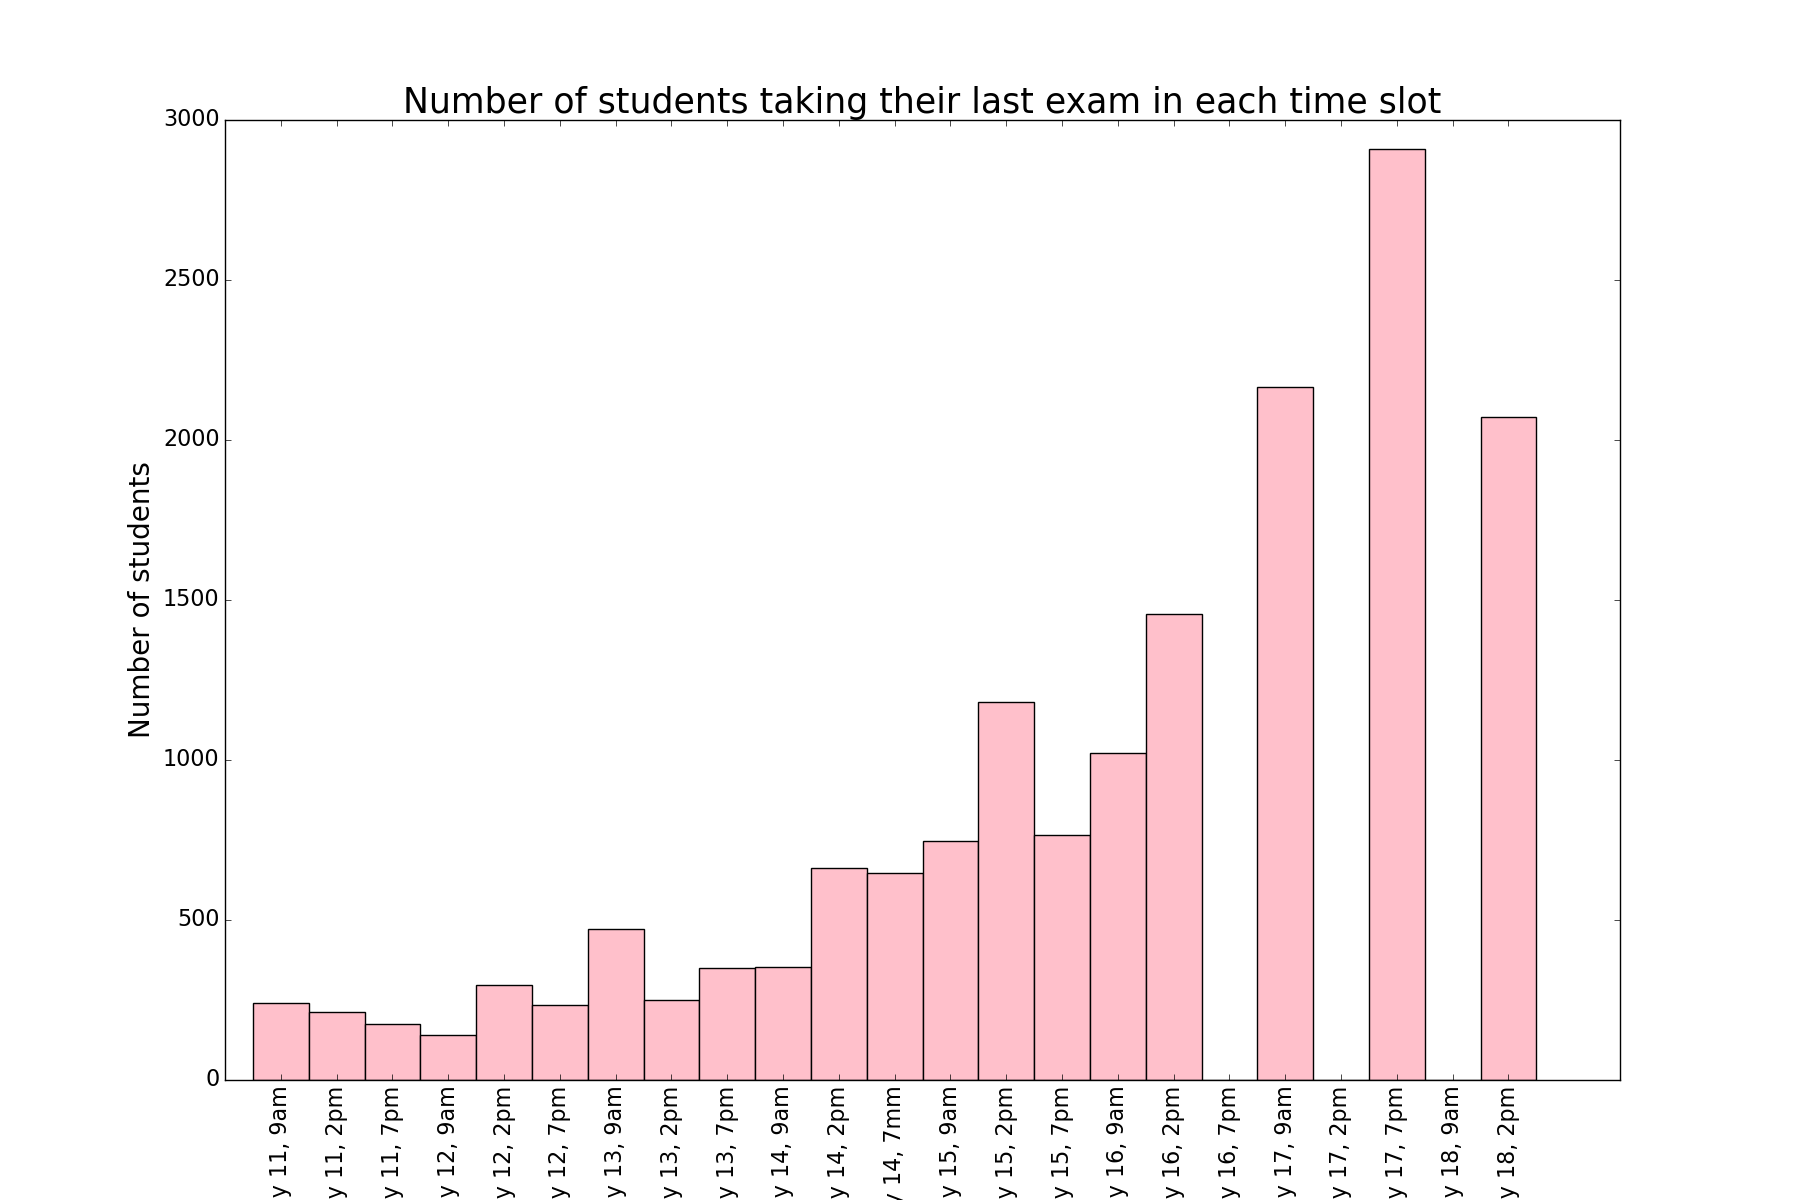 Number of students taking their last exam in each time slot
3000
2500
2000
1500
1000
500
0
Number of students
y 11, 9am
y 11, 2pm
y 11, 7pm
y 12, 9am
y 12, 2pm
y 12, 7pm
y 13, 9am
y 13, 2pm
y 13, 7pm
y 14, 9am
y 14, 2pm
y 14, 7mm
y 15, 9am
y 15, 2pm
y 15, 7pm
y 16, 9am
y 16, 2pm
y 16, 7pm
y 17, 9am
y 17, 2pm
y 17, 7pm
y 18, 9am
y 18, 2pm